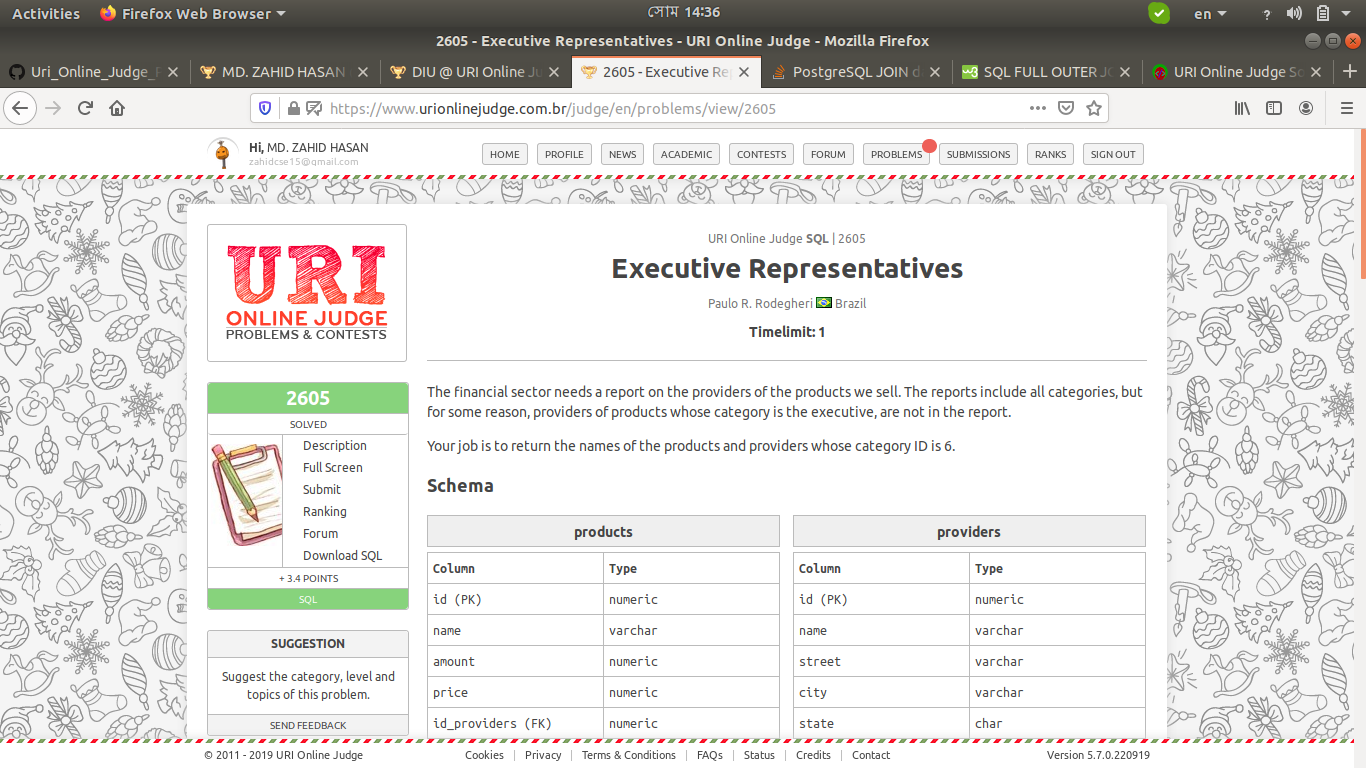 Activities Firefox Web Browser সোম 14:36 en ?
2605 - Executive Representatives - URI Online Judge - Mozilla Firefox
Uri_Online_Judge_ MD. ZAHID HASAN DIU @ URI Online Ju 2605 - Executive Re PostgreSQL JOIN SQL FULL OUTER JO URI Online Judge So
https://www.urionlinejudge.com.br/judge/en/problems/view/2605
Hi, MD. ZAHID HASAN
zahidcse15@gmail.com
HOME PROFILE NEWS ACADEMIC CONTESTS FORUM PROBLEMS SUBMISSIONS RANKS SIGN OUT
URI
ONLINE JUDGE
PROBLEMS & CONTESTS
URI Online Judge SQL | 2605
Executive Representatives
Paulo R. Rodegheri Brazil
Timelimit: 1
2605
SOLVED
Description
Full Screen
Submit
Ranking
Forum
Download SQL
+ 3.4 POINTS
SQL
SUGGESTION
Suggest the category, level and
topics of this problem.
SEND FEEDBACK
The financial sector needs a report on the providers of the products we sell. The reports include all categories, but
for some reason, providers of products whose category is the executive, are not in the report.
Your job is to return the names of the products and providers whose category ID is 6.
Schema
products
Column Type
id (PK) numeric
name varchar
amount numeric
price numeric
id_providers (FK) numeric
providers
Column Type
id (PK) numeric
name varchar
street varchar
city varchar
state char
© 2011 - 2019 URI Online Judge Cookies | Privacy | Terms & Conditions | FAQs | Status | Credits | Contact Version 5.7.0.220919